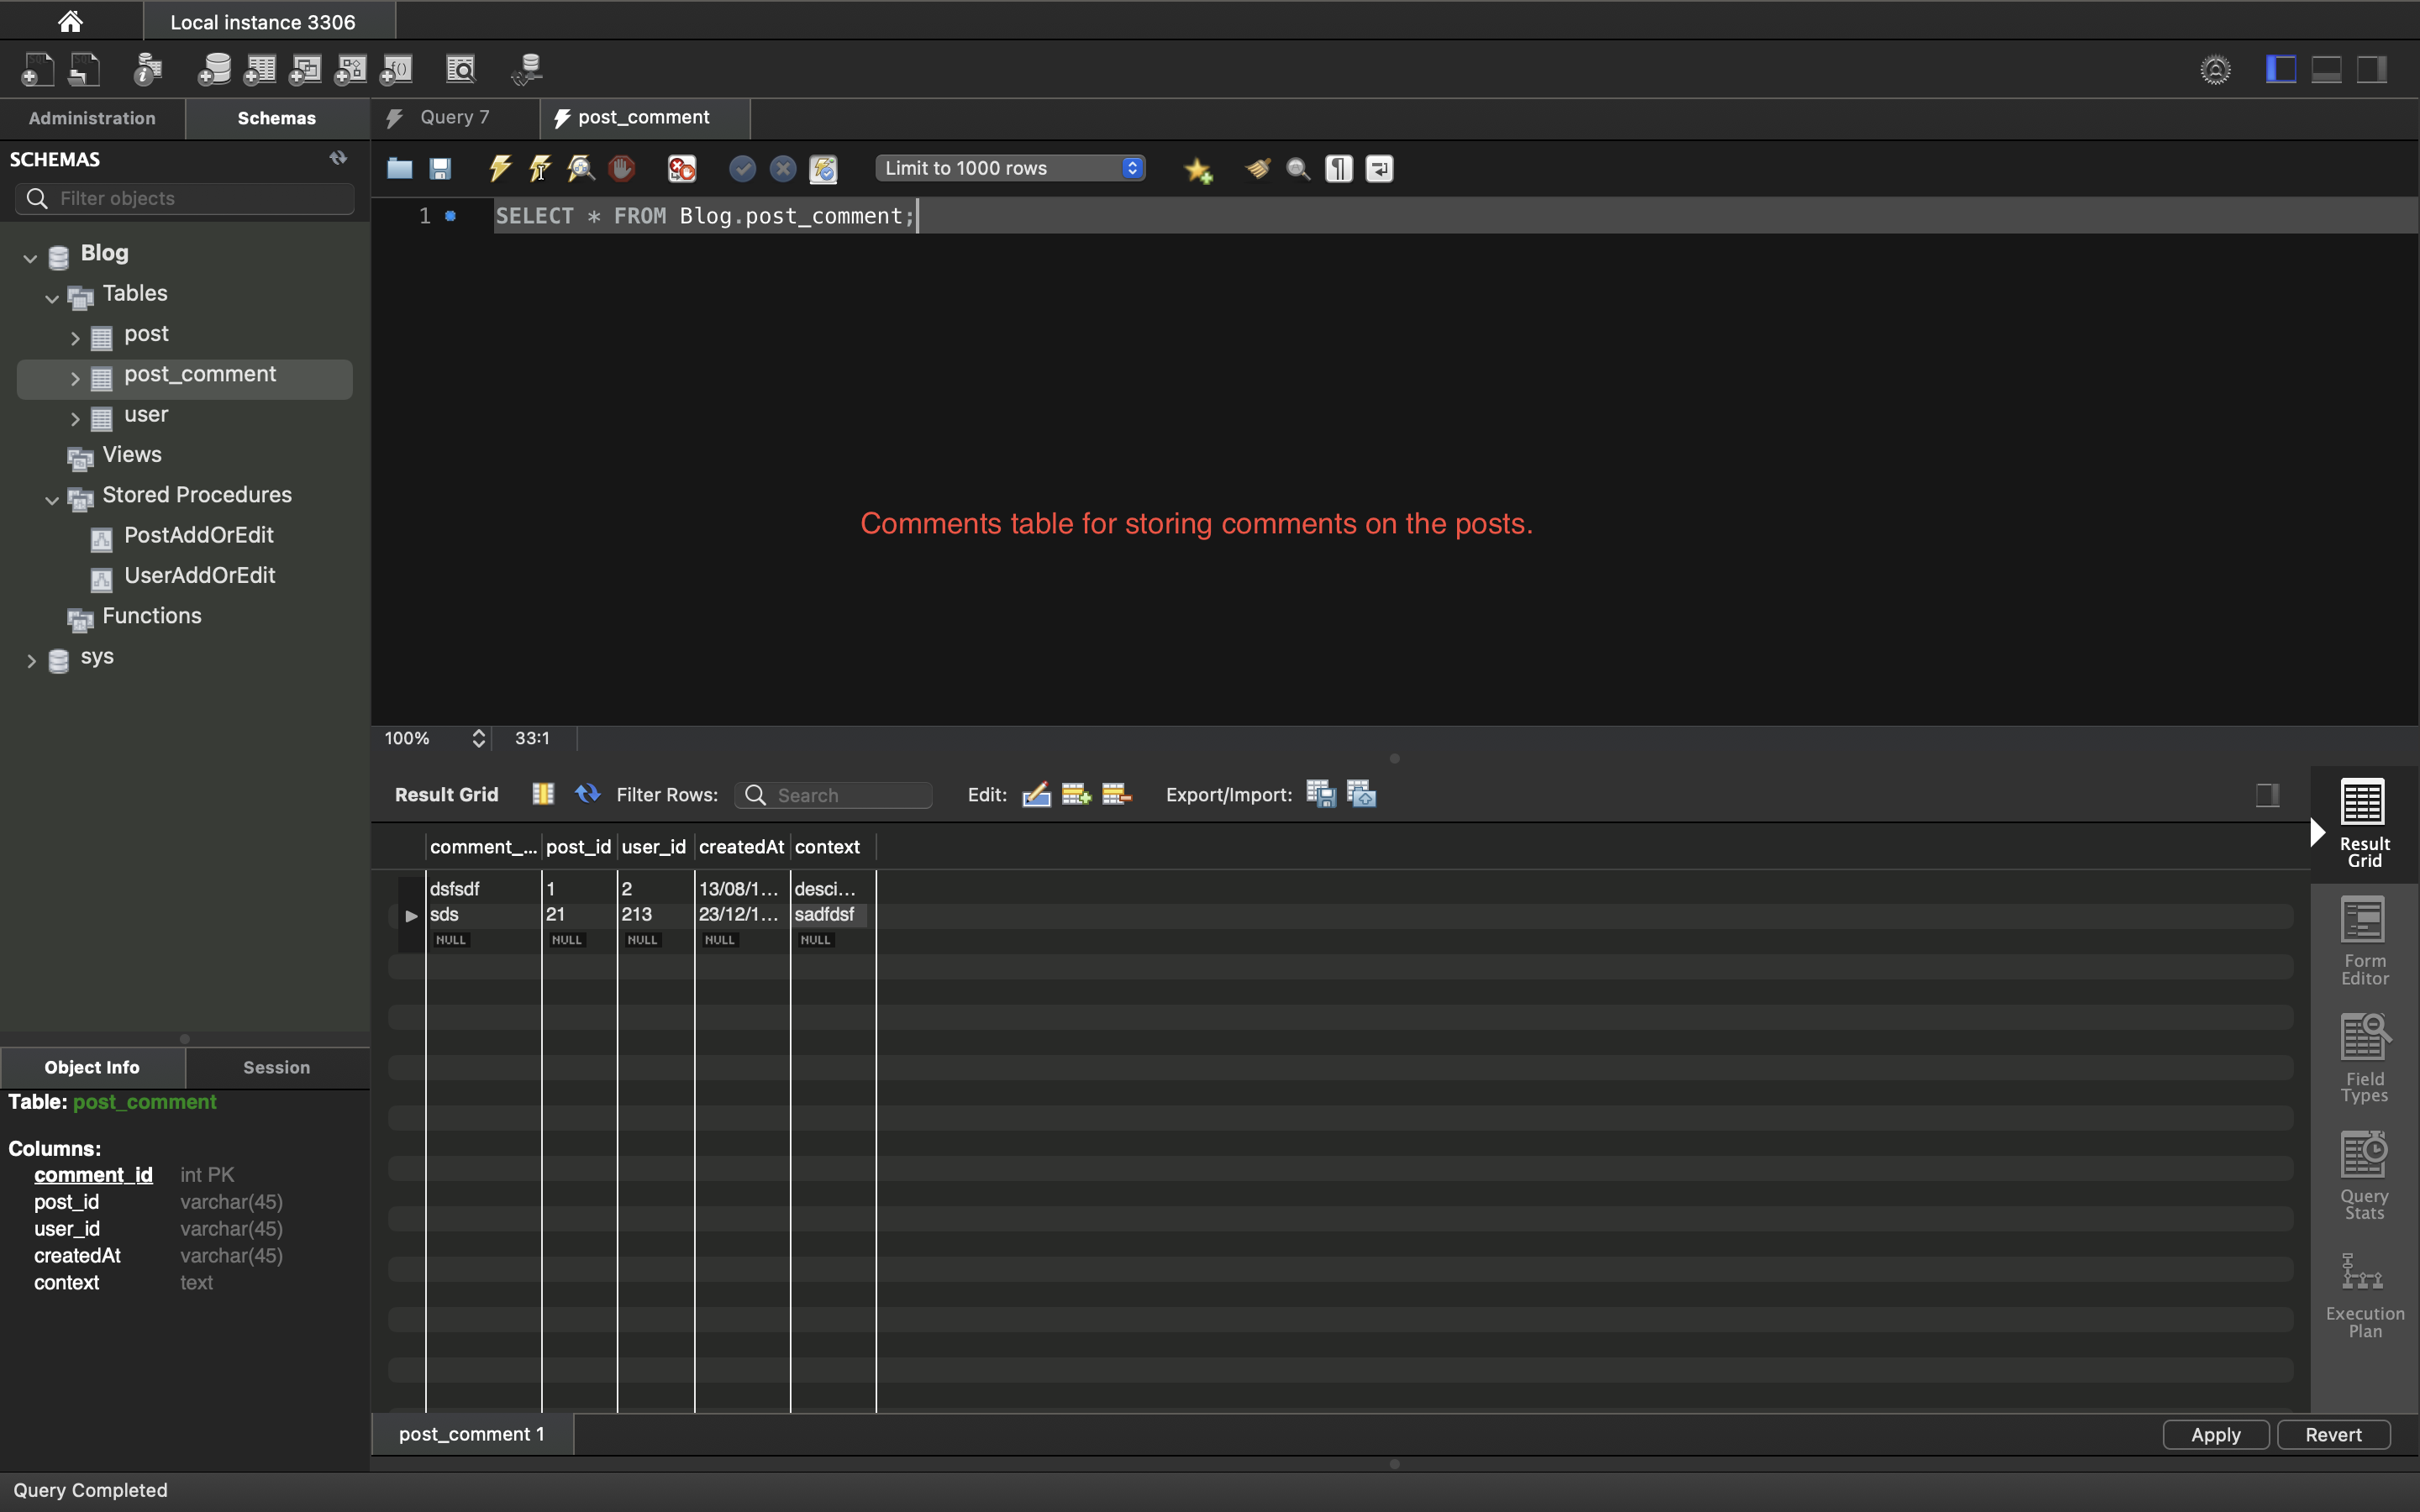 Local instance 3306
Administration
Schemas
Query 7
post_comment
SCHEMAS
Filter objects
Limit to 1000 rows
1
SELECT * FROM Blog.post_comment;
Blog
Tables
post
post_comment
user
Views
Stored Procedures
PostAddOrEdit
UserAddOrEdit
Functions
sys
Comments table for storing comments on the posts.
100%
33:1
Result Grid
Filter Rows:
Search
Edit:
Export/Import:
comment_... post_id user_id createdAt context
dsfsdf 1 2 13/08/1... desci...
sds 21 213 23/12/1... sadfdsf
NULL NULL NULL NULL NULL
Result
Grid
Form
Editor
Field
Types
Query
Stats
Execution
Plan
Object Info
Session
Table: post_comment
Columns:
comment_id int PK
post_id varchar(45)
user_id varchar(45)
createdAt varchar(45)
context text
post_comment 1
Apply
Revert
Query Completed